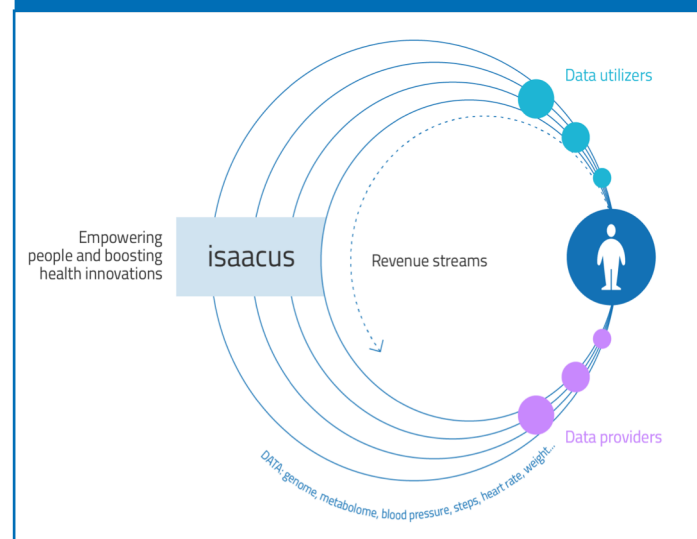 Data utilizers
Empowering
people and boosting
health innovations
isaacus
Revenue streams
Data providers
DATA: genome, metabolome, blood pressure, steps, heart rate, weight...